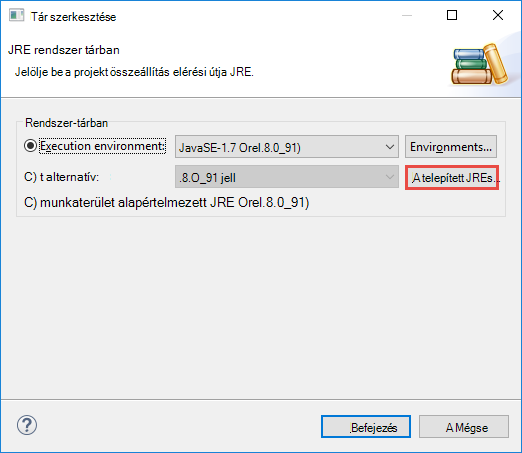 Tár szerkesztése
JRE rendszer tárban
Jelölje be a projekt összeállítás elérési útja JRE.
Rendszer-tárban
Execution environment: JavaSE-1.7 Orel.8.0_91) Environments...
C) t alternatív: .8.O_91 jell A telepített JREs...
C) munkaterület alapértelmezett JRE Orel.8.0_91)
Befejezés A Mégse